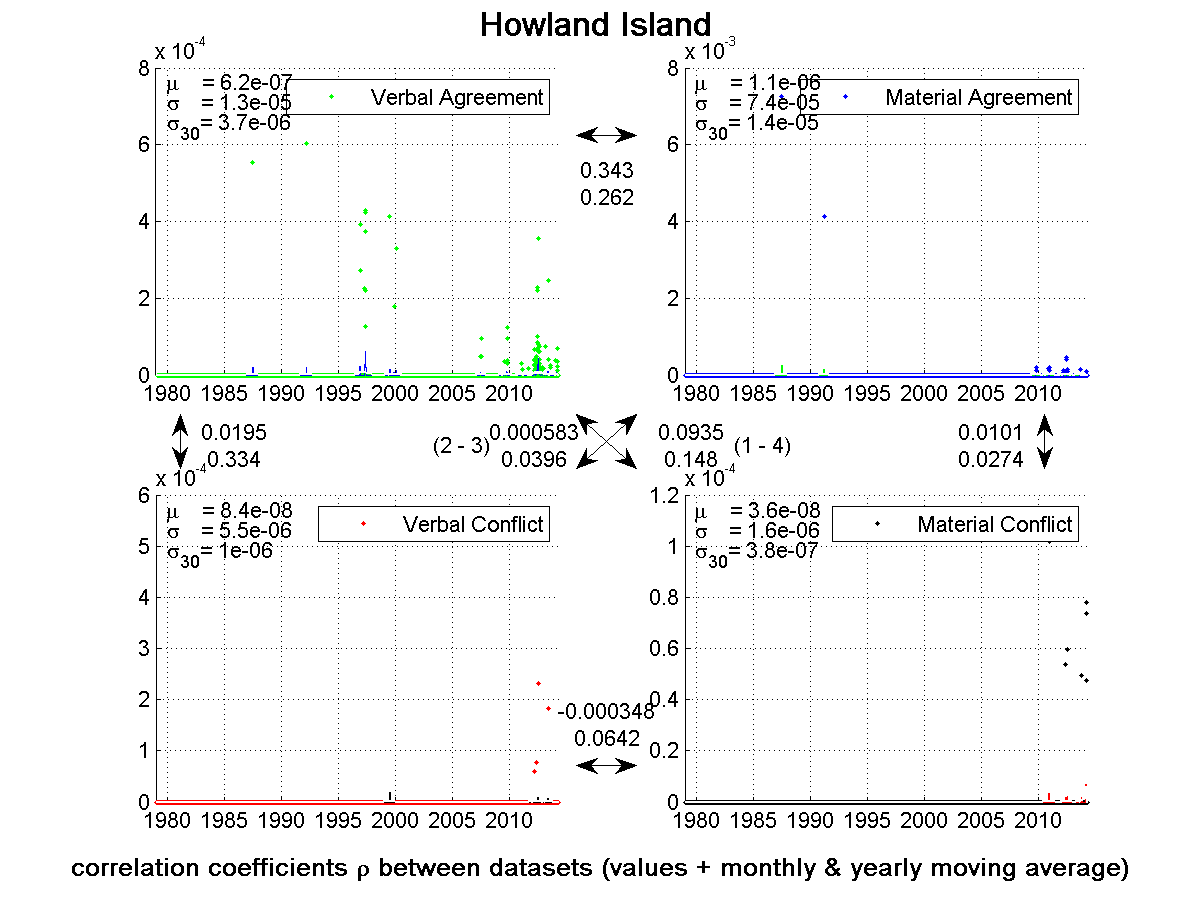 Howland Island
x 10^-4
x 10^-3
μ = 6.2e-07
σ = 1.3e-05
σ30 = 3.7e-06
Verbal Agreement
μ = 1.1e-06
σ = 7.4e-05
σ30 = 1.4e-05
Material Agreement
8
6
4
2
0
1980 1985 1990 1995 2000 2005 2010
0.343
0.262
8
6
4
2
0
1980 1985 1990 1995 2000 2005 2010
0.0195
0.334
(2 - 3)
0.000583
0.0396
0.0935
0.148
(1 - 4)
0.0101
0.0274
x 10^-4
x 10^-4
μ = 8.4e-08
σ = 5.5e-06
σ30 = 1e-06
Verbal Conflict
μ = 3.6e-08
σ = 1.6e-06
σ30 = 3.8e-07
Material Conflict
6
5
4
3
2
1
0
1980 1985 1990 1995 2000 2005 2010
-0.000348
0.0642
1.2
1
0.8
0.6
0.4
0.2
0
1980 1985 1990 1995 2000 2005 2010
correlation coefficients ρ between datasets (values + monthly & yearly moving average)